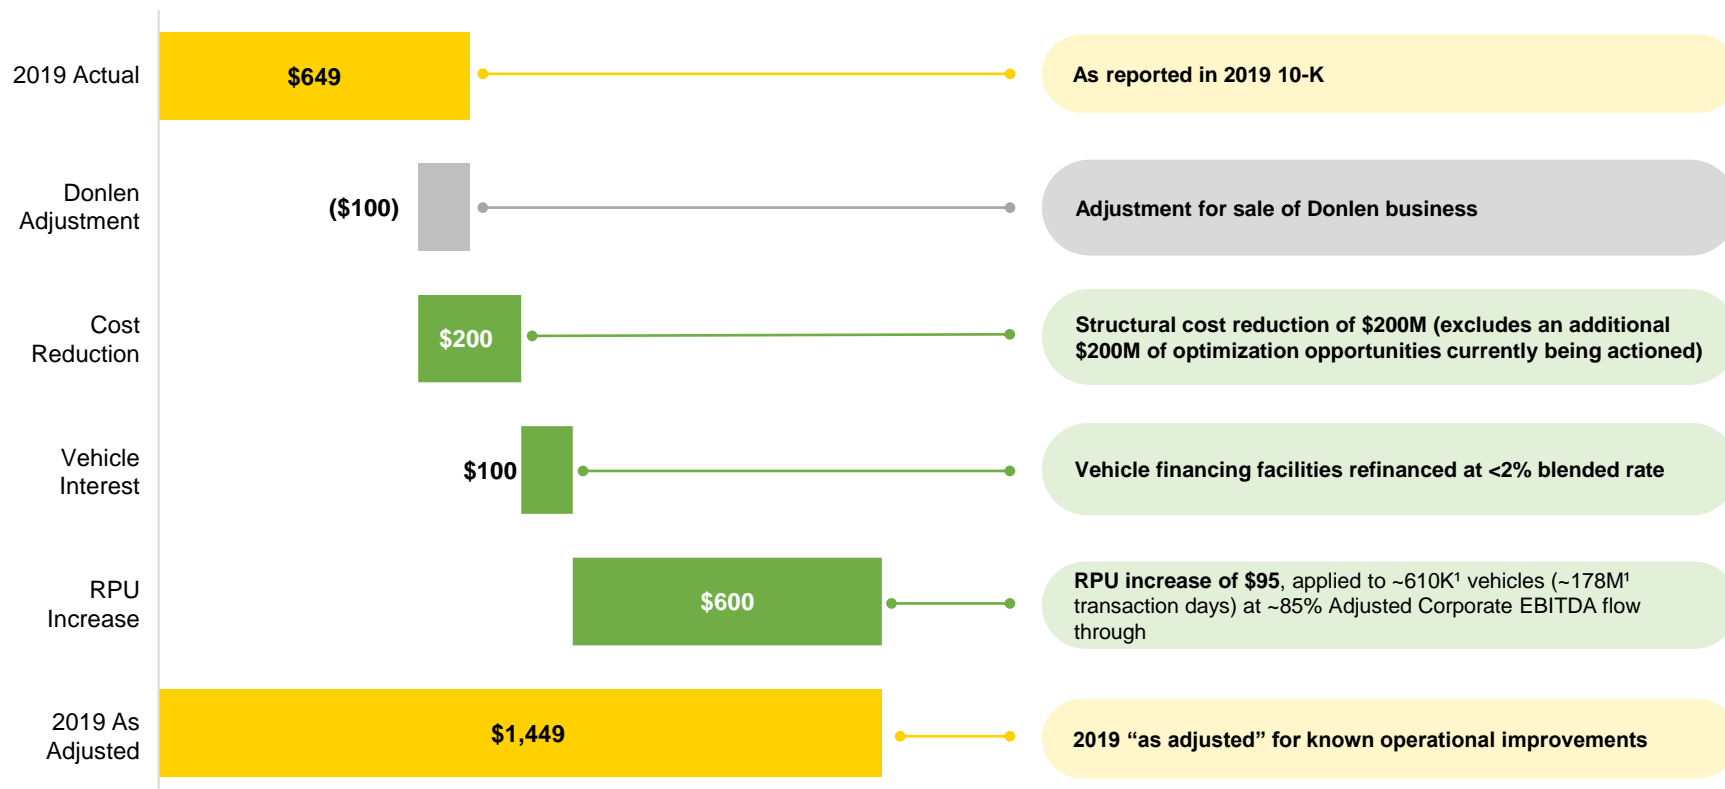 2019 Actual
$649
As reported in 2019 10-K
Donlen
Adjustment
($100)
Adjustment for sale of Donlen business
Cost
Reduction
$200
Structural cost reduction of $200M (excludes an additional
$200M of optimization opportunities currently being actioned)
Vehicle
Interest
$100
Vehicle financing facilities refinanced at <2% blended rate
RPU
Increase
$600
RPU increase of $95, applied to ~610K¹ vehicles (~178M¹
transaction days) at ~85% Adjusted Corporate EBITDA flow
through
2019 As
Adjusted
$1,449
2019 “as adjusted” for known operational improvements